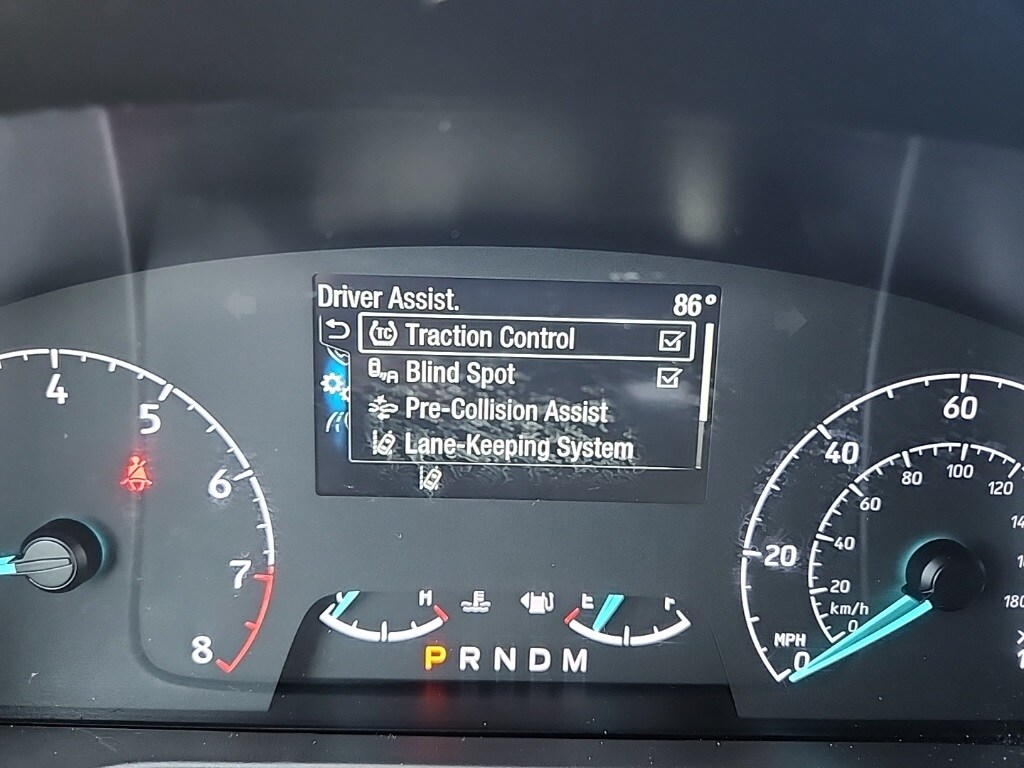 Driver Assist. 86°
TC Traction Control
Blind Spot
Pre-Collision Assist
Lane-Keeping System
4
5
6
7
8
H
E F
P R N D M
MPH
0
20
40
60
km/h
0
20
40
60
80
100
120